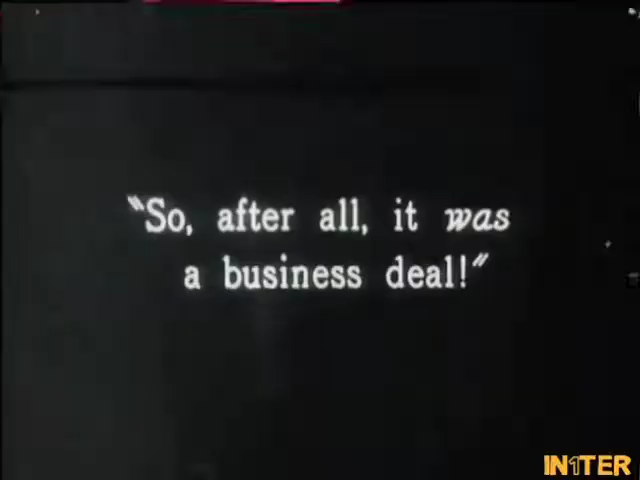 "So, after all, it was
a business deal!"
IN1TER